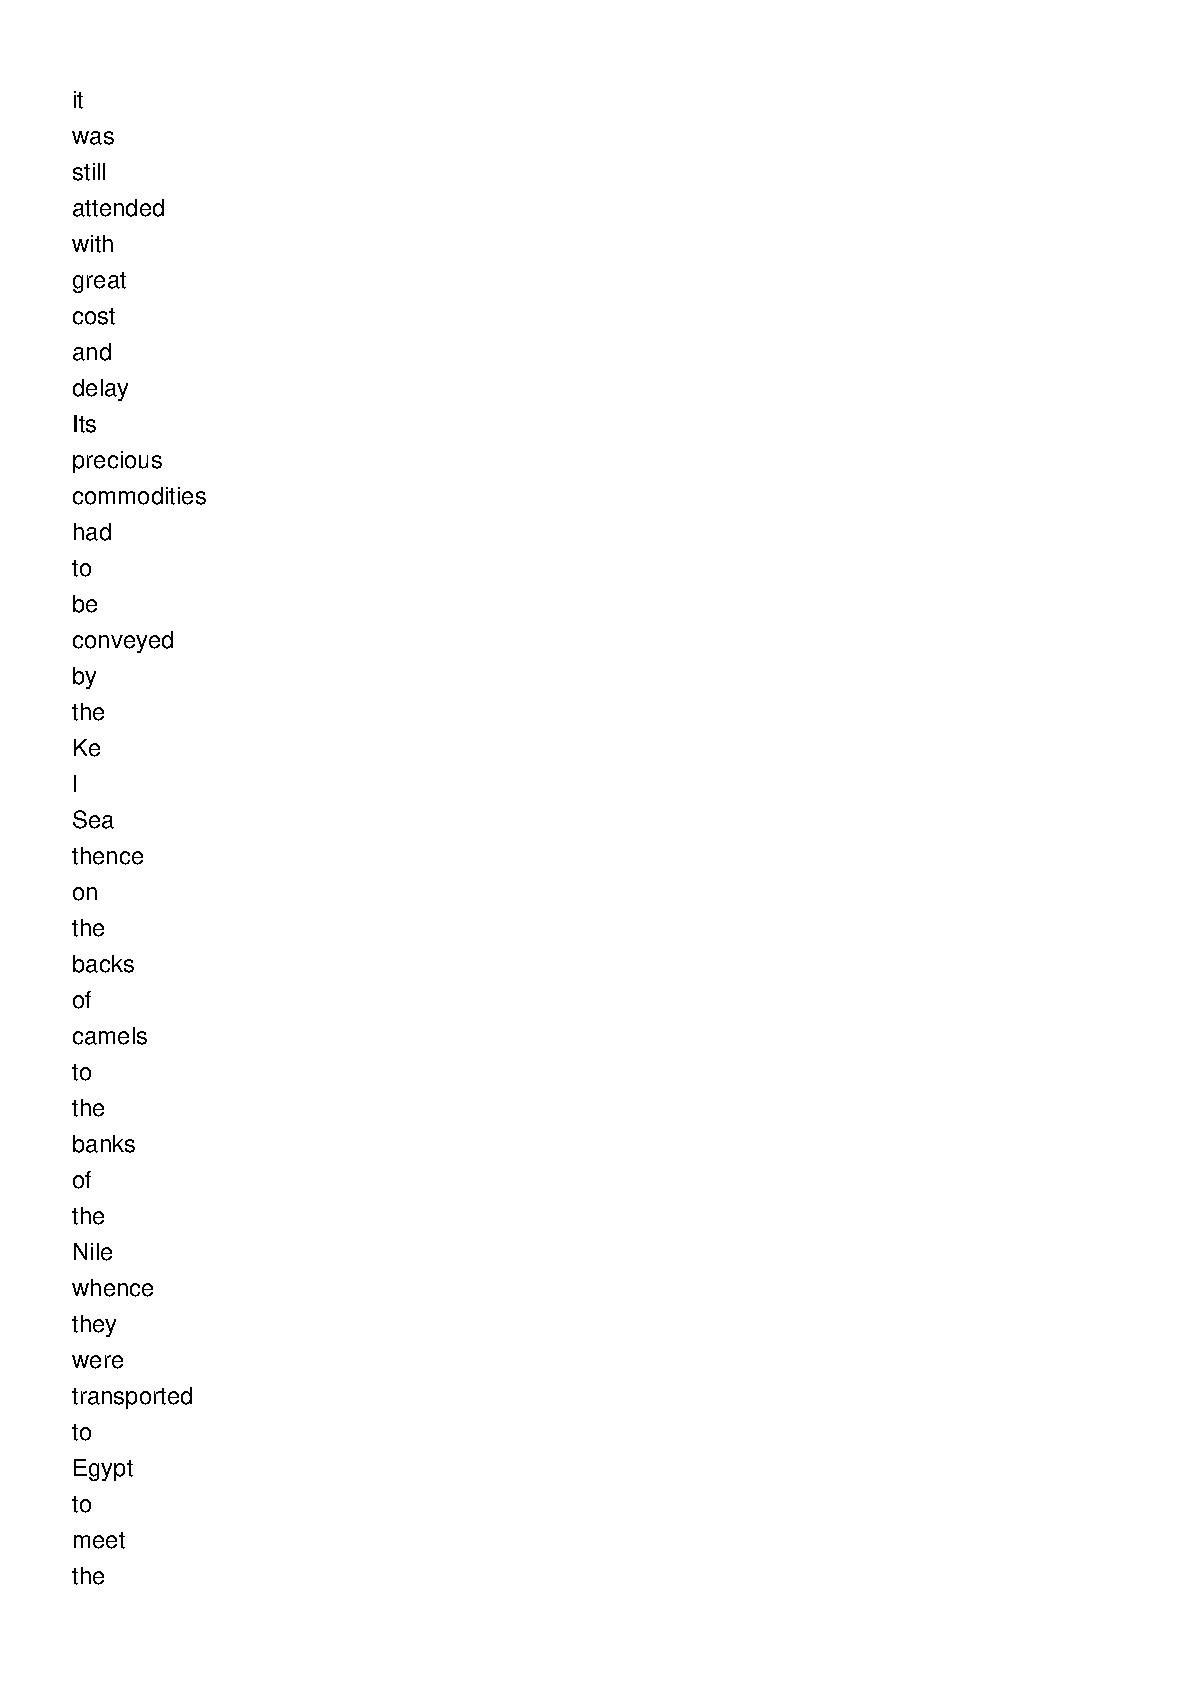 it
was
still
attended
with
great
cost
and
delay
Its
precious
commodities
had
to
be
conveyed
by
the
Ke
I
Sea
thence
on
the
backs
of
camels
to
the
banks
of
the
Nile
whence
they
were
transported
to
Egypt
to
meet
the